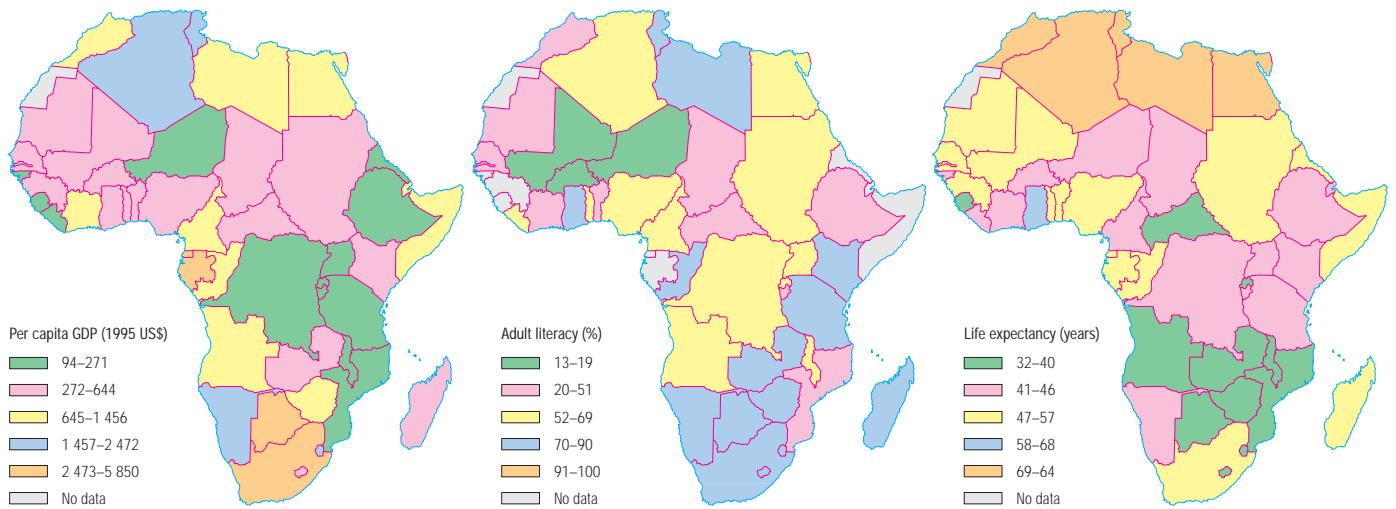 Per capita GDP (1995 US$)
94–271
272–644
645–1 456
1 457–2 472
2 473–5 850
No data
Adult literacy (%)
13–19
20–51
52–69
70–90
91–100
No data
Life expectancy (years)
32–40
41–46
47–57
58–68
69–64
No data